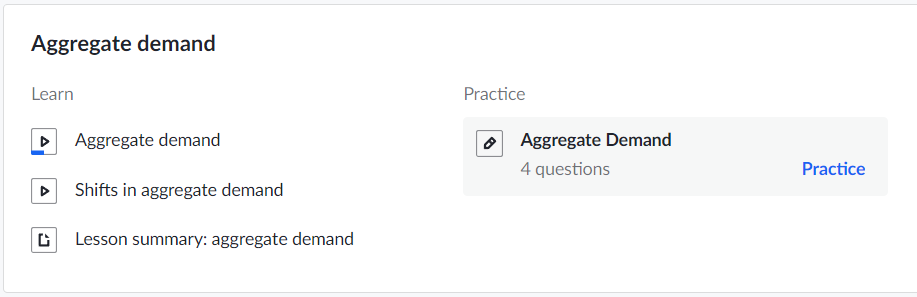 Aggregate demand
Learn
Aggregate demand
Shifts in aggregate demand
Lesson summary: aggregate demand
Practice
Aggregate Demand
4 questions
Practice